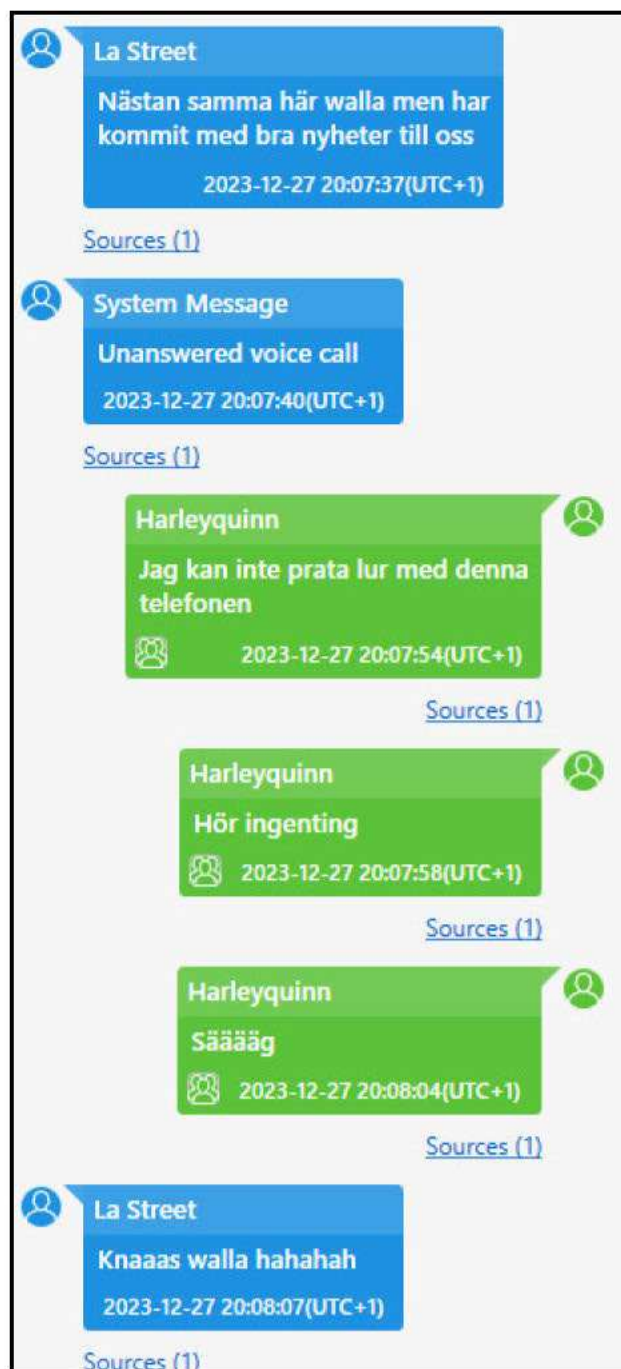 La Street
Nästan samma här walla men har
kommit med bra nyheter till oss
2023-12-27 20:07:37(UTC+1)
Sources (1)
System Message
Unanswered voice call
2023-12-27 20:07:40(UTC+1)
Sources (1)
Harleyquinn
Jag kan inte prata lur med denna
telefonen
2023-12-27 20:07:54(UTC+1)
Sources (1)
Harleyquinn
Hör ingenting
2023-12-27 20:07:58(UTC+1)
Sources (1)
Harleyquinn
Sääääg
2023-12-27 20:08:04(UTC+1)
Sources (1)
La Street
Knaaas walla hahahah
2023-12-27 20:08:07(UTC+1)
Sources (1)